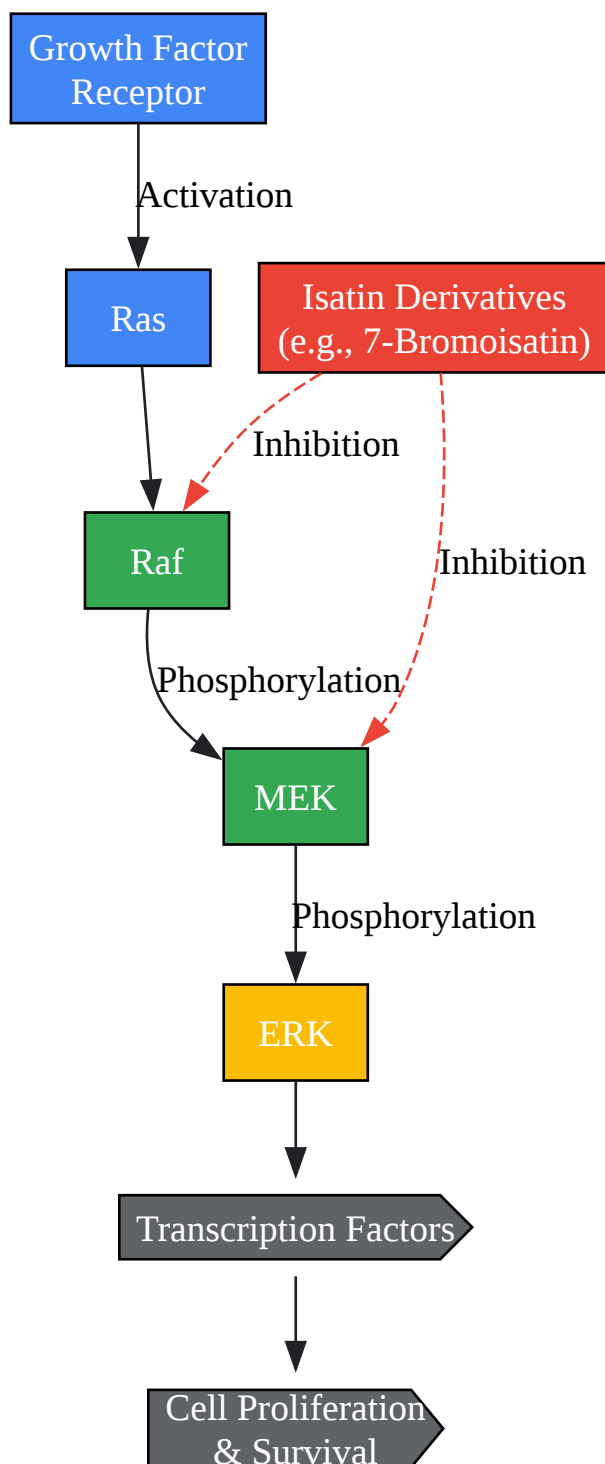 Growth Factor
Receptor
Activation
Ras
Isatin Derivatives
(e.g., 7-Bromoisatin)
Inhibition
Raf
Inhibition
Phosphorylation
MEK
Phosphorylation
ERK
Transcription Factors
Cell Proliferation
& Survival